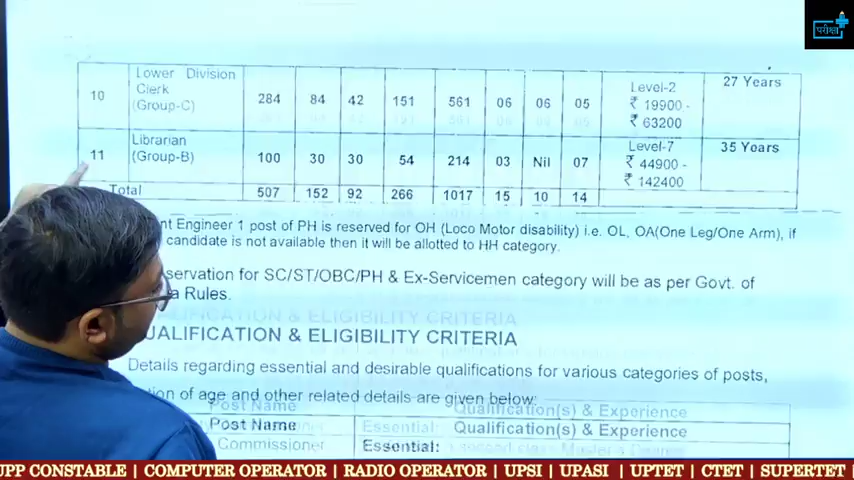 परीक्षा
10 Lower Division Clerk (Group-C) 284 84 42 151 561 06 06 05 Level-2 ₹ 19900 - ₹ 63200 27 Years
11 Librarian (Group-B) 100 30 30 54 214 03 Nil 07 Level-7 ₹ 44900 - ₹ 142400 35 Years
Total 507 152 92 266 1017 15 10 14
Engineer 1 post of PH is reserved for OH (Loco Motor disability) i.e. OL, OA(One Leg/One Arm), if
candidate is not available then it will be allotted to HH category.
for SC/ST/OBC/PH & Ex-Servicemen category will be as per Govt. of
Rules.
& ELIGIBILITY CRITERIA
Details regarding essential and desirable qualifications for various categories of posts,
of age and other related details are given below:
Post Name Qualification(s) & Experience
Commissioner Essential:
UPP CONSTABLE | COMPUTER OPERATOR | RADIO OPERATOR | UPSI | UPASI | UPTET | CTET | SUPERTET |